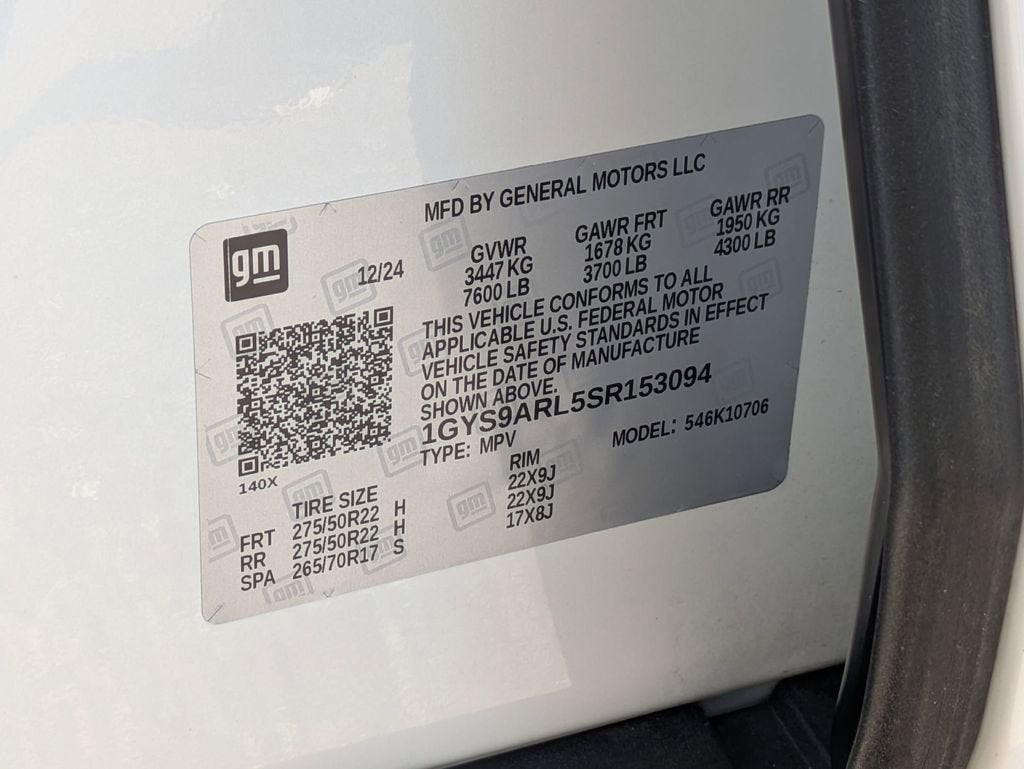 MFD BY GENERAL MOTORS LLC
gm
12/24
GVWR GAWR FRT GAWR RR
3447 KG 1678 KG 1950 KG
7600 LB 3700 LB 4300 LB
THIS VEHICLE CONFORMS TO ALL
APPLICABLE U.S. FEDERAL MOTOR
VEHICLE SAFETY STANDARDS IN EFFECT
ON THE DATE OF MANUFACTURE
SHOWN ABOVE.
1GYS9ARL5SR153094
TYPE: MPV MODEL: 546K10706
140X
TIRE SIZE RIM
FRT 275/50R22 H 22X9J
RR 275/50R22 H 22X9J
SPA 265/70R17 S 17X8J